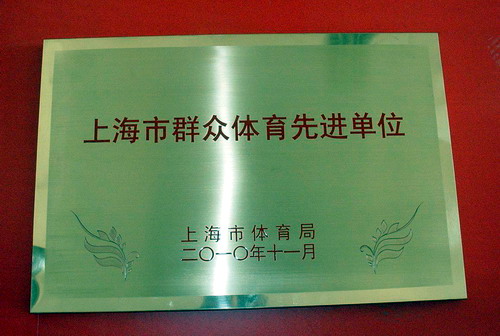 上海市群众体育先进单位
上海市体育局
二〇一〇年十一月